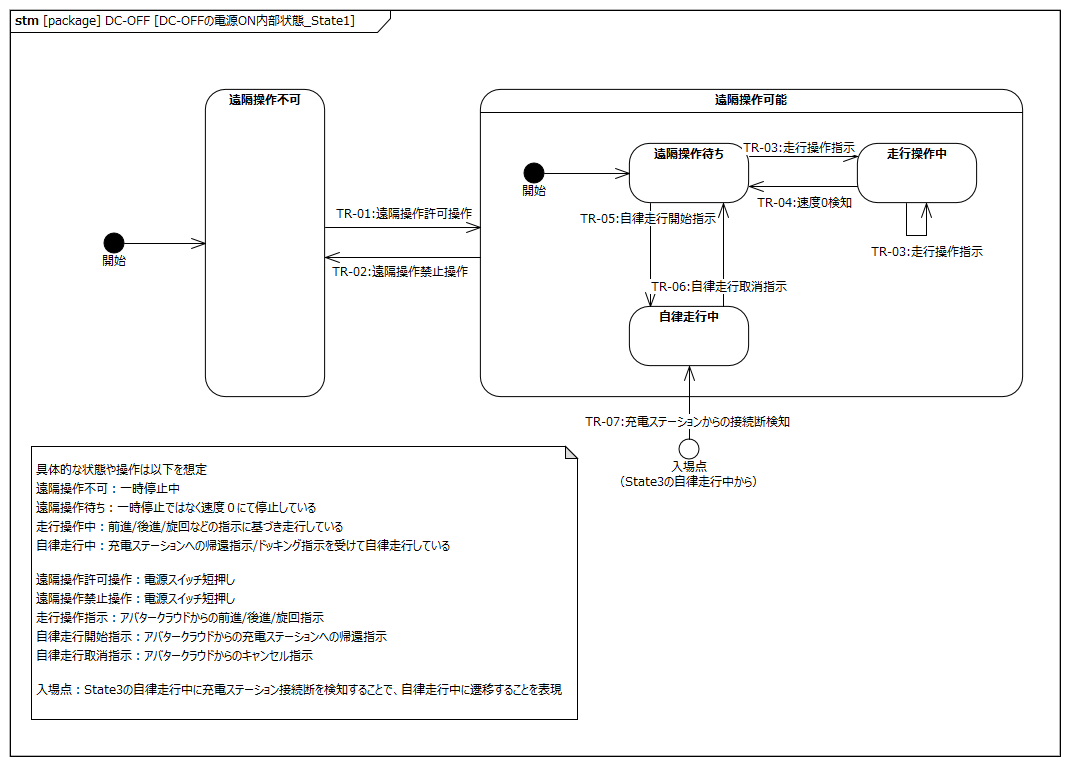 stm [package] DC-OFF [DC-OFFの電源ON内部状態_State1]
遠隔操作不可
遠隔操作可能
開始
TR-01:遠隔操作許可操作
TR-02:遠隔操作禁止操作
開始
遠隔操作待ち
TR-03:走行操作指示
走行操作中
TR-04:速度0検知
TR-05:自律走行開始指示
TR-03:走行操作指示
TR-06:自律走行取消指示
自律走行中
TR-07:充電ステーションからの接続断検知
入場点
（State3の自律走行中から）
具体的な状態や操作は以下を想定
遠隔操作不可：一時停止中
遠隔操作待ち：一時停止ではなく速度０にて停止している
走行操作中：前進/後進/旋回などの指示に基づき走行している
自律走行中：充電ステーションへの帰還指示/ドッキング指示を受けて自律走行している
遠隔操作許可操作：電源スイッチ短押し
遠隔操作禁止操作：電源スイッチ短押し
走行操作指示：アバタークラウドからの前進/後進/旋回指示
自律走行開始指示：アバタークラウドからの充電ステーションへの帰還指示
自律走行取消指示：アバタークラウドからのキャンセル指示
入場点：State3の自律走行中に充電ステーション接続断を検知することで、自律走行中に遷移することを表現